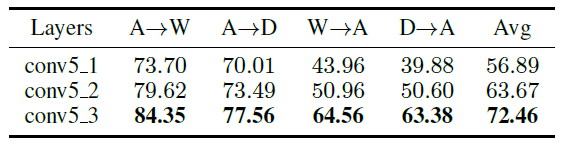 Layers A→W A→D W→A D→A Avg
conv5_1 73.70 70.01 43.96 39.88 56.89
conv5_2 79.62 73.49 50.96 50.60 63.67
conv5_3 84.35 77.56 64.56 63.38 72.46